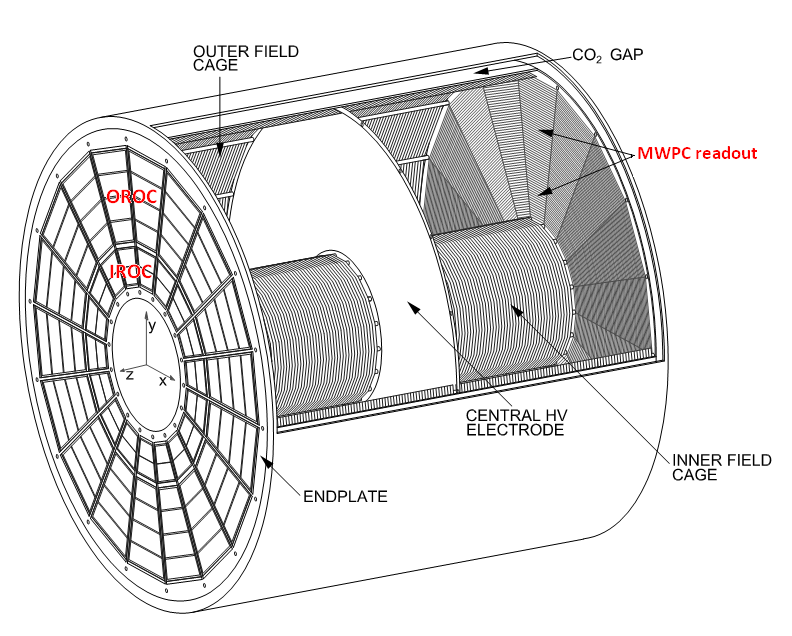 OUTER FIELD
CAGE
CO₂ GAP
MWPC readout
OROC
IROC
y
z
x
CENTRAL HV
ELECTRODE
INNER FIELD
CAGE
ENDPLATE